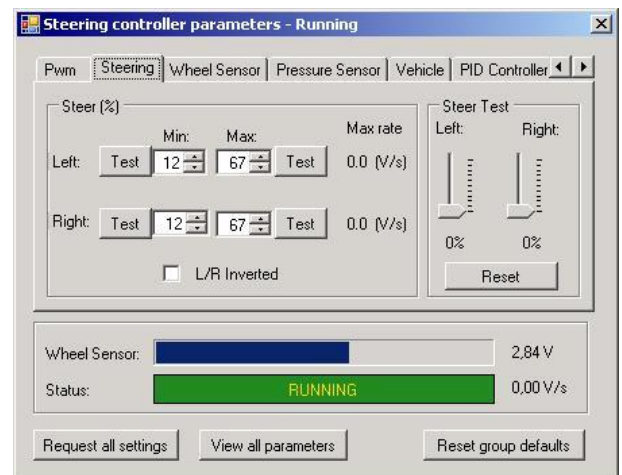 Steering controller parameters - Running
Pwm Steering Wheel Sensor Pressure Sensor Vehicle PID Controller
Steer (%)
Min: Max: Max rate
Left: Test 12 67 Test 0.0 (V/s)
Right: Test 12 67 Test 0.0 (V/s)
L/R Inverted
Steer Test
Left: Right:
0% 0%
Reset
Wheel Sensor: 2,84 V
Status: RUNNING 0,00 V/s
Request all settings View all parameters Reset group defaults